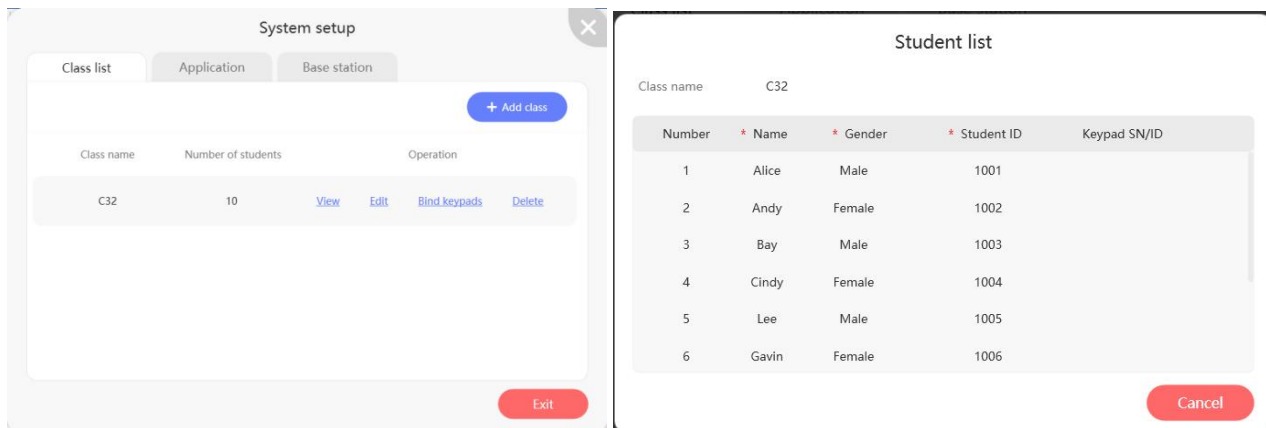 System setup
Class list Application Base station
+ Add class
Class name Number of students Operation
C32 10 View Edit Bind keypads Delete
Exit
Student list
Class name C32
Number * Name * Gender * Student ID Keypad SN/ID
1 Alice Male 1001
2 Andy Female 1002
3 Bay Male 1003
4 Cindy Female 1004
5 Lee Male 1005
6 Gavin Female 1006
Cancel